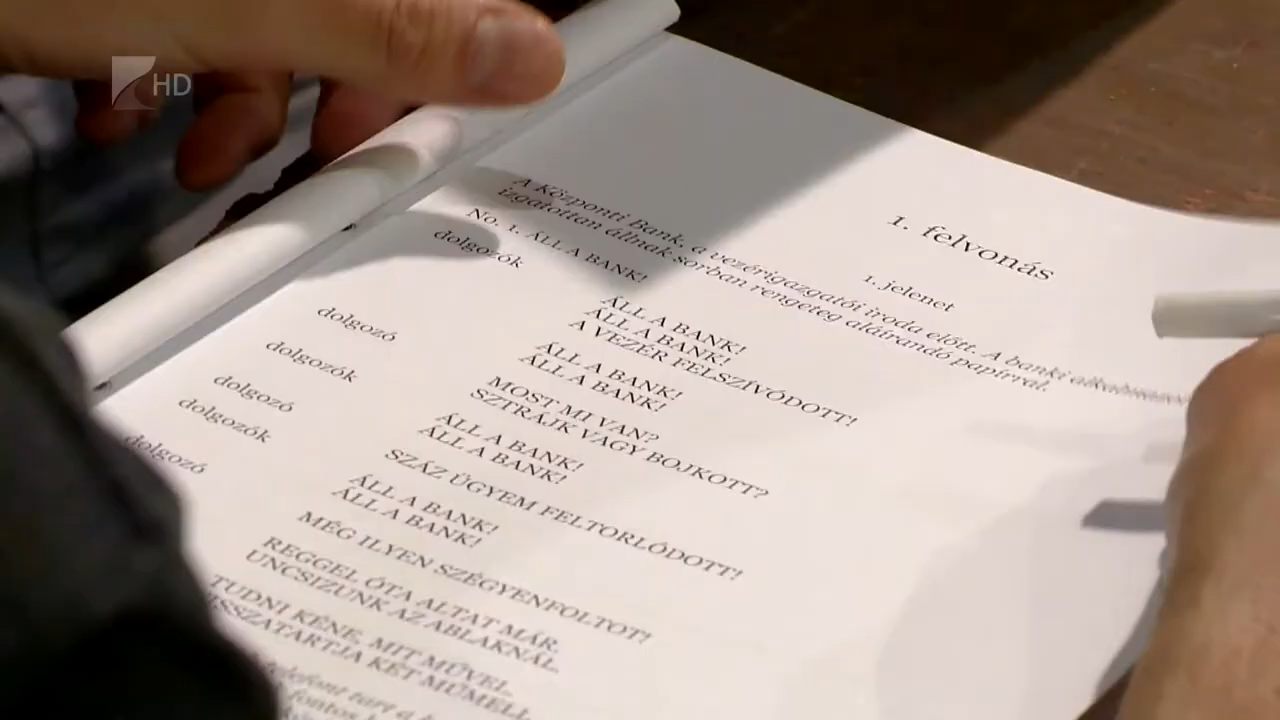 HD
1. felvonás
1. jelenet
A Központi Bank, a vezérigazgatói iroda előtt. A banki
izgatottan állnak sorban rengeteg aláírandó papírral.
No. 1. ÁLL A BANK!
dolgozók
ÁLL A BANK!
ÁLL A BANK!
A VEZÉR FELSZÍVÓDOTT!
dolgozó
ÁLL A BANK!
ÁLL A BANK!
dolgozók
MOST MI VAN?
SZTRÁJK VAGY BOJKOTT?
dolgozó
ÁLL A BANK!
ÁLL A BANK!
dolgozók
SZÁZ ÜGYEM FELTORLÓDOTT!
dolgozó
ÁLL A BANK!
ÁLL A BANK!
MÉG ILYEN SZÉGYENFOLTOT!
REGGEL ÓTA ALTAT MÁR.
UNCSIZUNK AZ ABLAKNÁL.
TUDNI KÉNE, MIT MŰVEL,
KÉT MŰMELL.
tart a
fontos